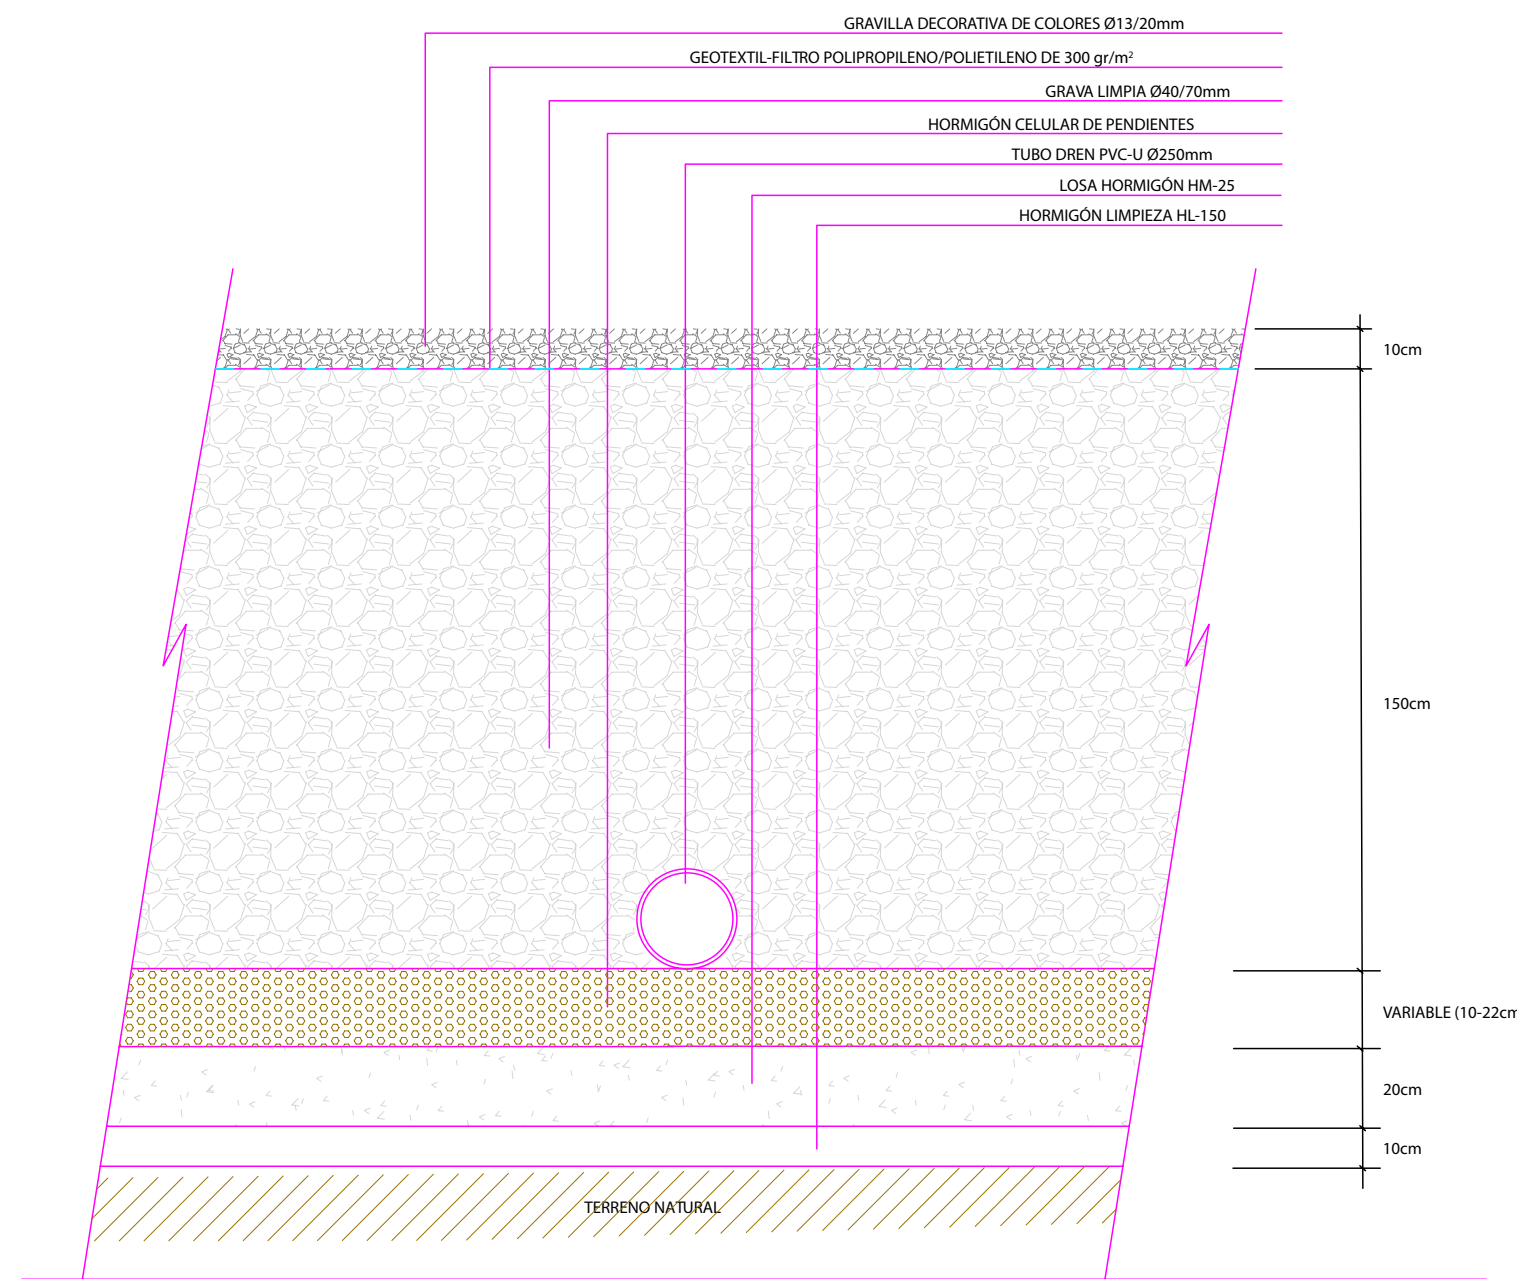 GRAVILLA DECORATIVA DE COLORES Ø13/20mm
GEOTEXTIL-FILTRO POLIPROPILENO/POLIETILENO DE 300 gr/m²
GRAVA LIMPIA Ø40/70mm
HORMIGÓN CELULAR DE PENDIENTES
TUBO DREN PVC-U Ø250mm
LOSA HORMIGÓN HM-25
HORMIGÓN LIMPIEZA HL-150
10cm
150cm
VARIABLE (10-22cm
20cm
10cm
TERRENO NATURAL